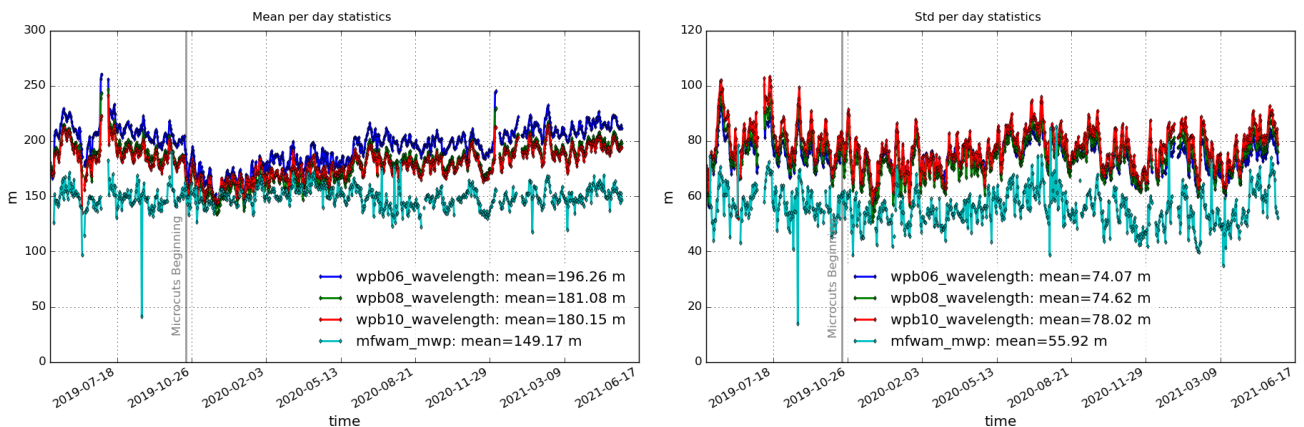 Mean per day statistics
300
250
200
150
100
50
0
m
Microcuts Beginning
wpb06_wavelength: mean=196.26 m
wpb08_wavelength: mean=181.08 m
wpb10_wavelength: mean=180.15 m
mfwam_mwp: mean=149.17 m
2019-07-18
2019-10-26
2020-02-03
2020-05-13
2020-08-21
2020-11-29
2021-03-09
2021-06-17
time
Std per day statistics
120
100
80
60
40
20
0
m
Microcuts Beginning
wpb06_wavelength: mean=74.07 m
wpb08_wavelength: mean=74.62 m
wpb10_wavelength: mean=78.02 m
mfwam_mwp: mean=55.92 m
2019-07-18
2019-10-26
2020-02-03
2020-05-13
2020-08-21
2020-11-29
2021-03-09
2021-06-17
time